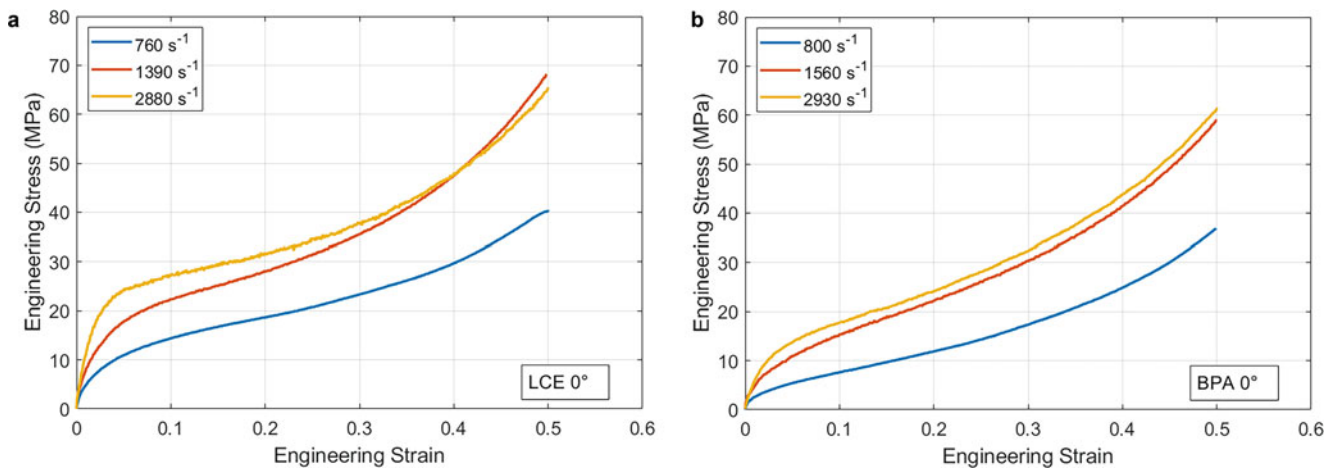 a
80
70
60
50
40
30
20
10
0
Engineering Stress (MPa)
760 s⁻¹
1390 s⁻¹
2880 s⁻¹
LCE 0°
0 0.1 0.2 0.3 0.4 0.5 0.6
Engineering Strain
b
80
70
60
50
40
30
20
10
0
Engineering Stress (MPa)
800 s⁻¹
1560 s⁻¹
2930 s⁻¹
BPA 0°
0 0.1 0.2 0.3 0.4 0.5 0.6
Engineering Strain